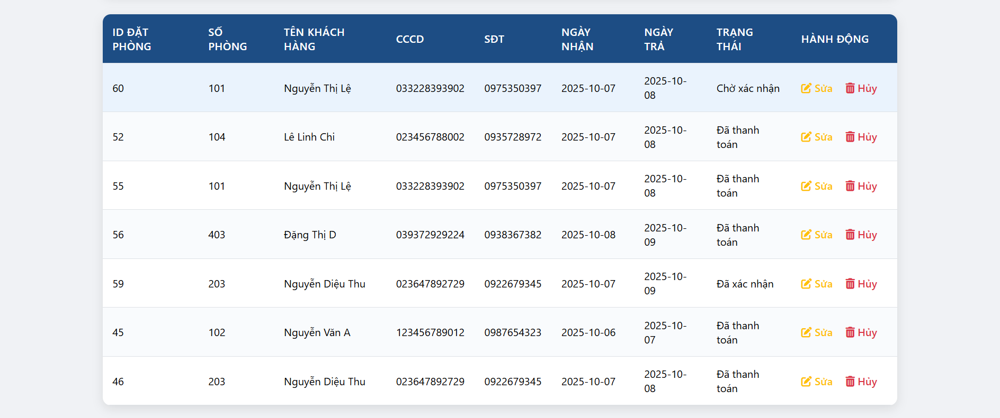 ID ĐẶT PHÒNG SỐ PHÒNG TÊN KHÁCH HÀNG CCCD SĐT NGÀY NHẬN NGÀY TRẢ TRẠNG THÁI HÀNH ĐỘNG
60 101 Nguyễn Thị Lệ 033228393902 0975350397 2025-10-07 2025-10-08 Chờ xác nhận Sửa Hủy
52 104 Lê Linh Chi 023456788002 0935728972 2025-10-07 2025-10-08 Đã thanh toán Sửa Hủy
55 101 Nguyễn Thị Lệ 033228393902 0975350397 2025-10-07 2025-10-08 Đã thanh toán Sửa Hủy
56 403 Đặng Thị D 039372929224 0938367382 2025-10-08 2025-10-09 Đã thanh toán Sửa Hủy
59 203 Nguyễn Diệu Thu 023647892729 0922679345 2025-10-07 2025-10-09 Đã xác nhận Sửa Hủy
45 102 Nguyễn Văn A 123456789012 0987654323 2025-10-06 2025-10-07 Đã thanh toán Sửa Hủy
46 203 Nguyễn Diệu Thu 023647892729 0922679345 2025-10-07 2025-10-08 Đã thanh toán Sửa Hủy